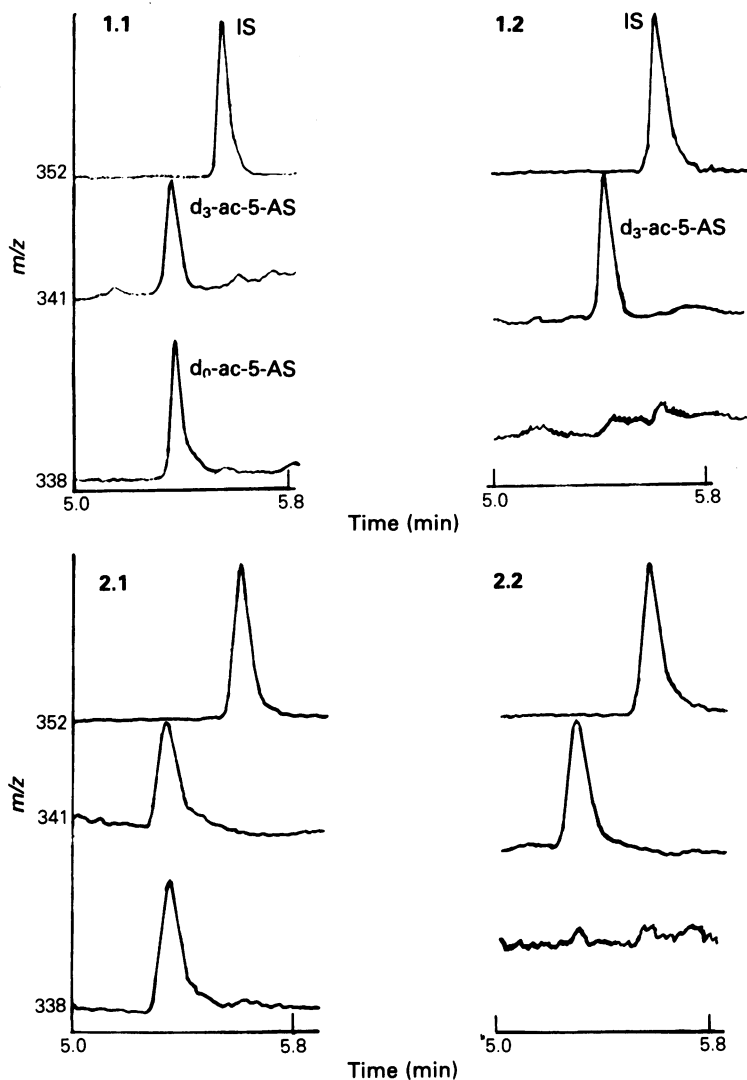 1.1 IS 1.2 IS
352
d₃-ac-5-AS d₃-ac-5-AS
m/z
341
d₀-ac-5-AS
338
5.0 5.8 5.0 5.8
Time (min)
2.1 2.2
352
m/z
341
338
5.0 5.8 5.0 5.8
Time (min)